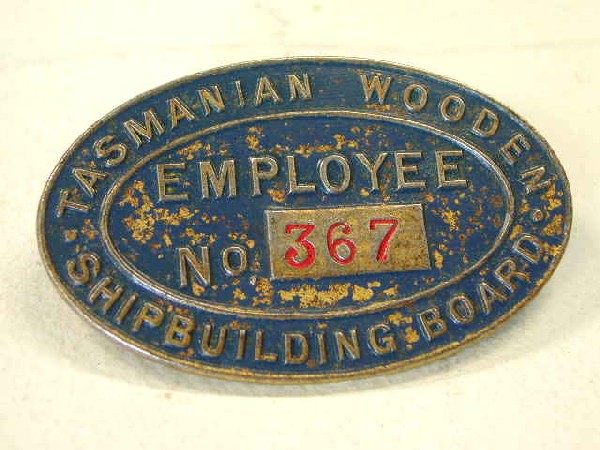 TASMANIAN WOODEN
EMPLOYEE
No. 367
SHIPBUILDING BOARD